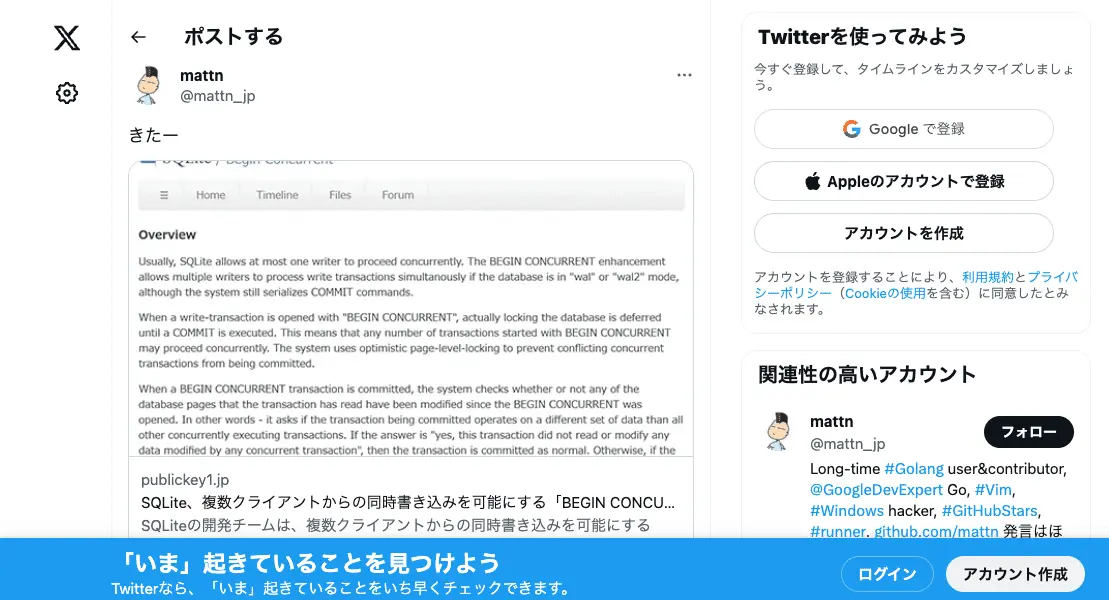 ポストする
mattn
@mattn_jp
きたー
SQLite / Begin Concurrent
Home Timeline Files Forum
Overview
Usually, SQLite allows at most one writer to proceed concurrently. The BEGIN CONCURRENT enhancement
allows multiple writers to process write transactions simultanously if the database is in "wal" or "wal2" mode,
although the system still serializes COMMIT commands.
When a write-transaction is opened with "BEGIN CONCURRENT", actually locking the database is deferred
until a COMMIT is executed. This means that any number of transactions started with BEGIN CONCURRENT
may proceed concurrently. The system uses optimistic page-level-locking to prevent conflicting concurrent
transactions from being committed.
When a BEGIN CONCURRENT transaction is committed, the system checks whether or not any of the
database pages that the transaction has read have been modified since the BEGIN CONCURRENT was
opened. In other words - it asks if the transaction being committed operates on a different set of data than all
other concurrently executing transactions. If the answer is "yes, this transaction did not read or modify any
data modified by any concurrent transaction", then the transaction is committed as normal. Otherwise, if the
publickey1.jp
SQLite、複数クライアントからの同時書き込みを可能にする「BEGIN CONCU...
SQLiteの開発チームは、複数クライアントからの同時書き込みを可能にする
Twitterを使ってみよう
今すぐ登録して、タイムラインをカスタマイズしましょ
う。
Google で登録
Appleのアカウントで登録
アカウントを作成
アカウントを登録することにより、利用規約とプライバ
シーポリシー（Cookieの使用を含む）に同意したとみ
なされます。
関連性の高いアカウント
mattn
@mattn_jp
フォロー
Long-time #Golang user&contributor,
@GoogleDevExpert Go, #Vim,
#Windows hacker, #GitHubStars,
#runner. github.com/mattn 発言はほ
「いま」起きていることを見つけよう
Twitterなら、「いま」起きていることをいち早くチェックできます。
ログイン
アカウント作成